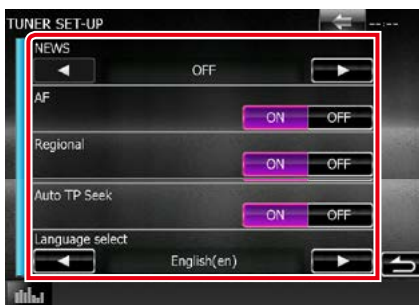 TUNER SET-UP
--:--
NEWS
OFF
AF
ON OFF
Regional
ON OFF
Auto TP Seek
ON OFF
Language select
English(en)